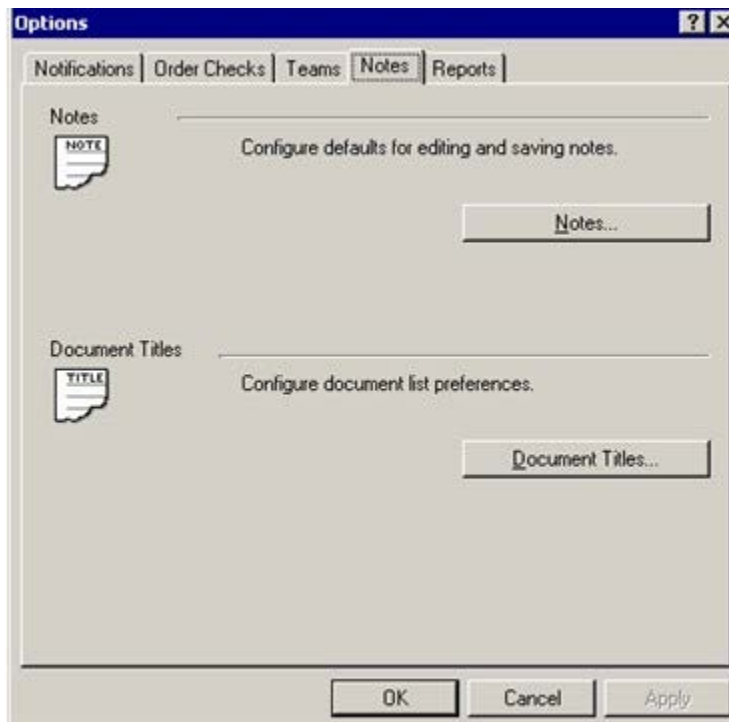 Options
Notifications Order Checks Teams Notes Reports
Notes
NOTE
Configure defaults for editing and saving notes.
Notes...
Document Titles
TITLE
Configure document list preferences.
Document Titles...
OK Cancel Apply